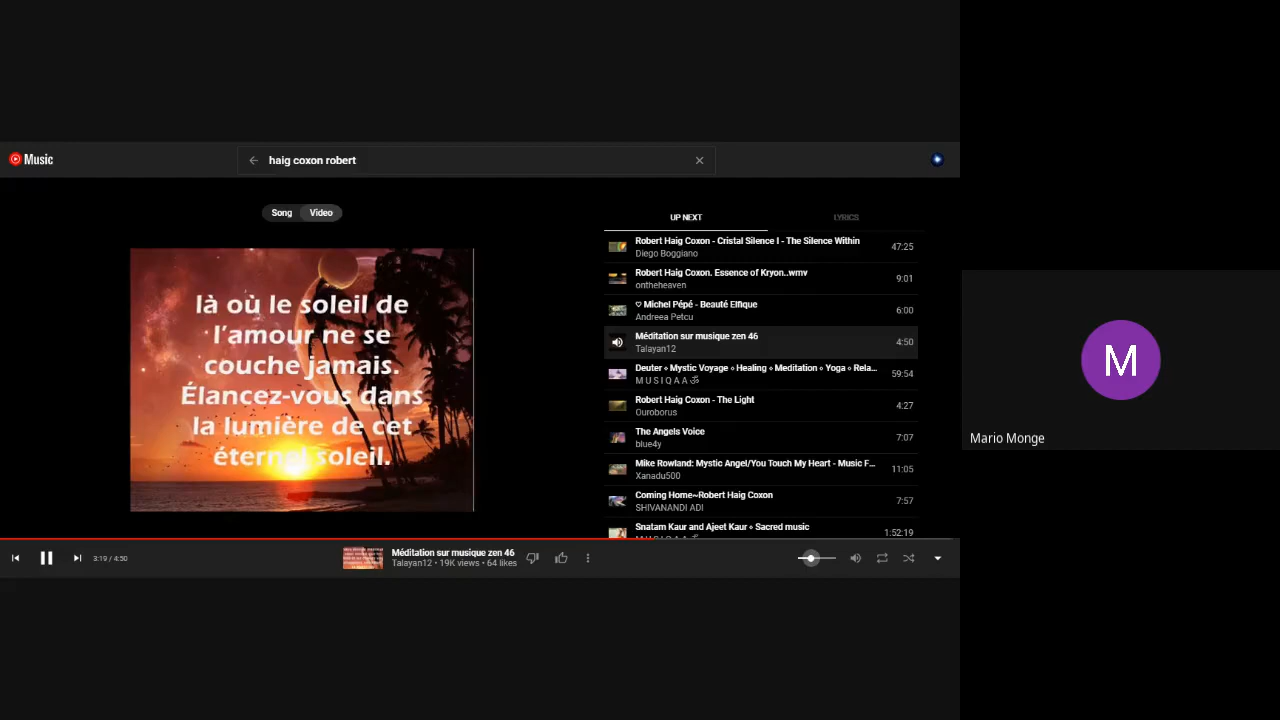 Music
haig coxon robert
Song
Video
là où le soleil de
l'amour ne se
couche jamais.
Élancez-vous dans
la lumière de cet
éternel soleil.
UP NEXT
LYRICS
Robert Haig Coxon - Cristal Silence I - The Silence Within
Diego Boggiano
47:25
Robert Haig Coxon. Essence of Kryon..wmv
ontheheaven
9:01
♡ Michel Pépé - Beauté Elfique
Andreea Petcu
6:00
Méditation sur musique zen 46
Talayan12
4:50
Deuter ⋄ Mystic Voyage ⋄ Healing ⋄ Meditation ⋄ Yoga ⋄ Rela...
M U S I Q A A ॐ
59:54
Robert Haig Coxon - The Light
Ouroborus
4:27
The Angels Voice
blue4y
7:07
Mike Rowland: Mystic Angel/You Touch My Heart - Music F...
Xanadu500
11:05
Coming Home~Robert Haig Coxon
SHIVANANDI ADI
7:57
Snatam Kaur and Ajeet Kaur ⋄ Sacred music
M U S I Q A A ॐ
1:52:19
3:19 / 4:50
Méditation sur musique zen 46
Talayan12 • 19K views • 64 likes
M
Mario Monge